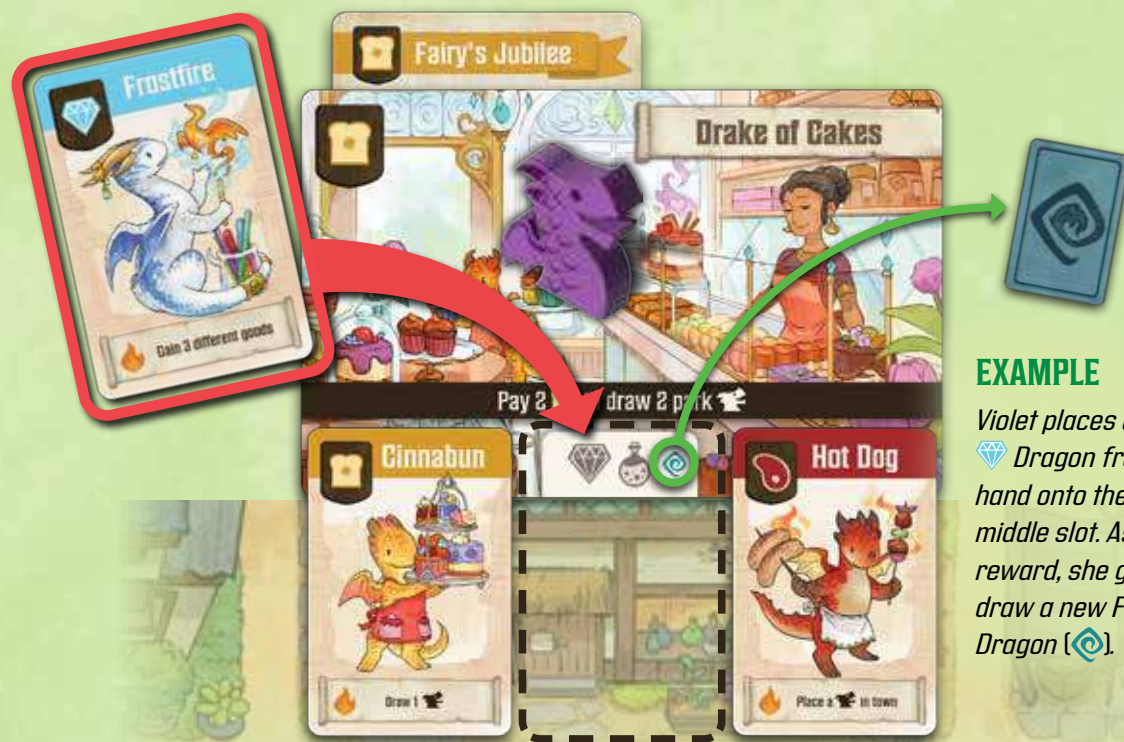 Fairy's Jubilee
Frostfire
Drake of Cakes
Gain 3 different goods
Pay 2 draw 2 park
Cinnabun
Hot Dog
Draw 1
Place a in town
EXAMPLE
Violet places
Dragon
hand onto the
middle slot. As
reward, she
draw a new
Dragon ( ).